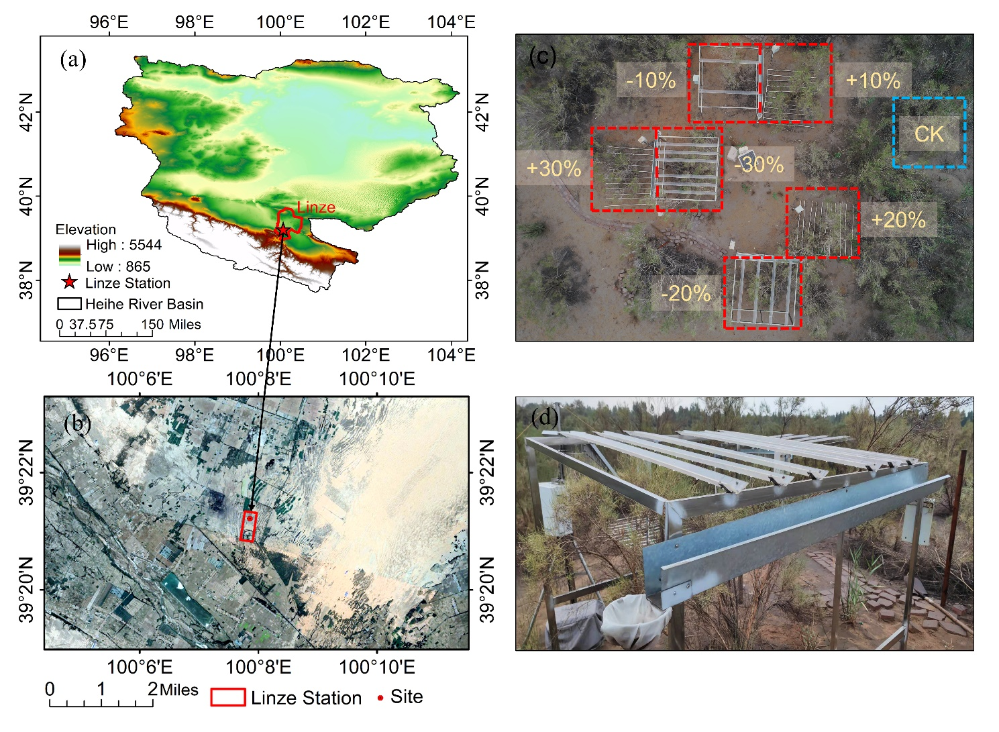 96°E 98°E 100°E 102°E 104°E
(a)
42°N
40°N
38°N
42°N
40°N
38°N
Linze
Elevation
High : 5544
Low : 865
Linze Station
Heihe River Basin
0 37.575 150 Miles
96°E 98°E 100°E 102°E 104°E
100°6'E 100°8'E 100°10'E
(b)
39°22'N
39°20'N
39°22'N
39°20'N
100°6'E 100°8'E 100°10'E
0 1 2Miles
Linze Station
Site
(c)
-10%
+10%
CK
+30%
-30%
+20%
-20%
(d)